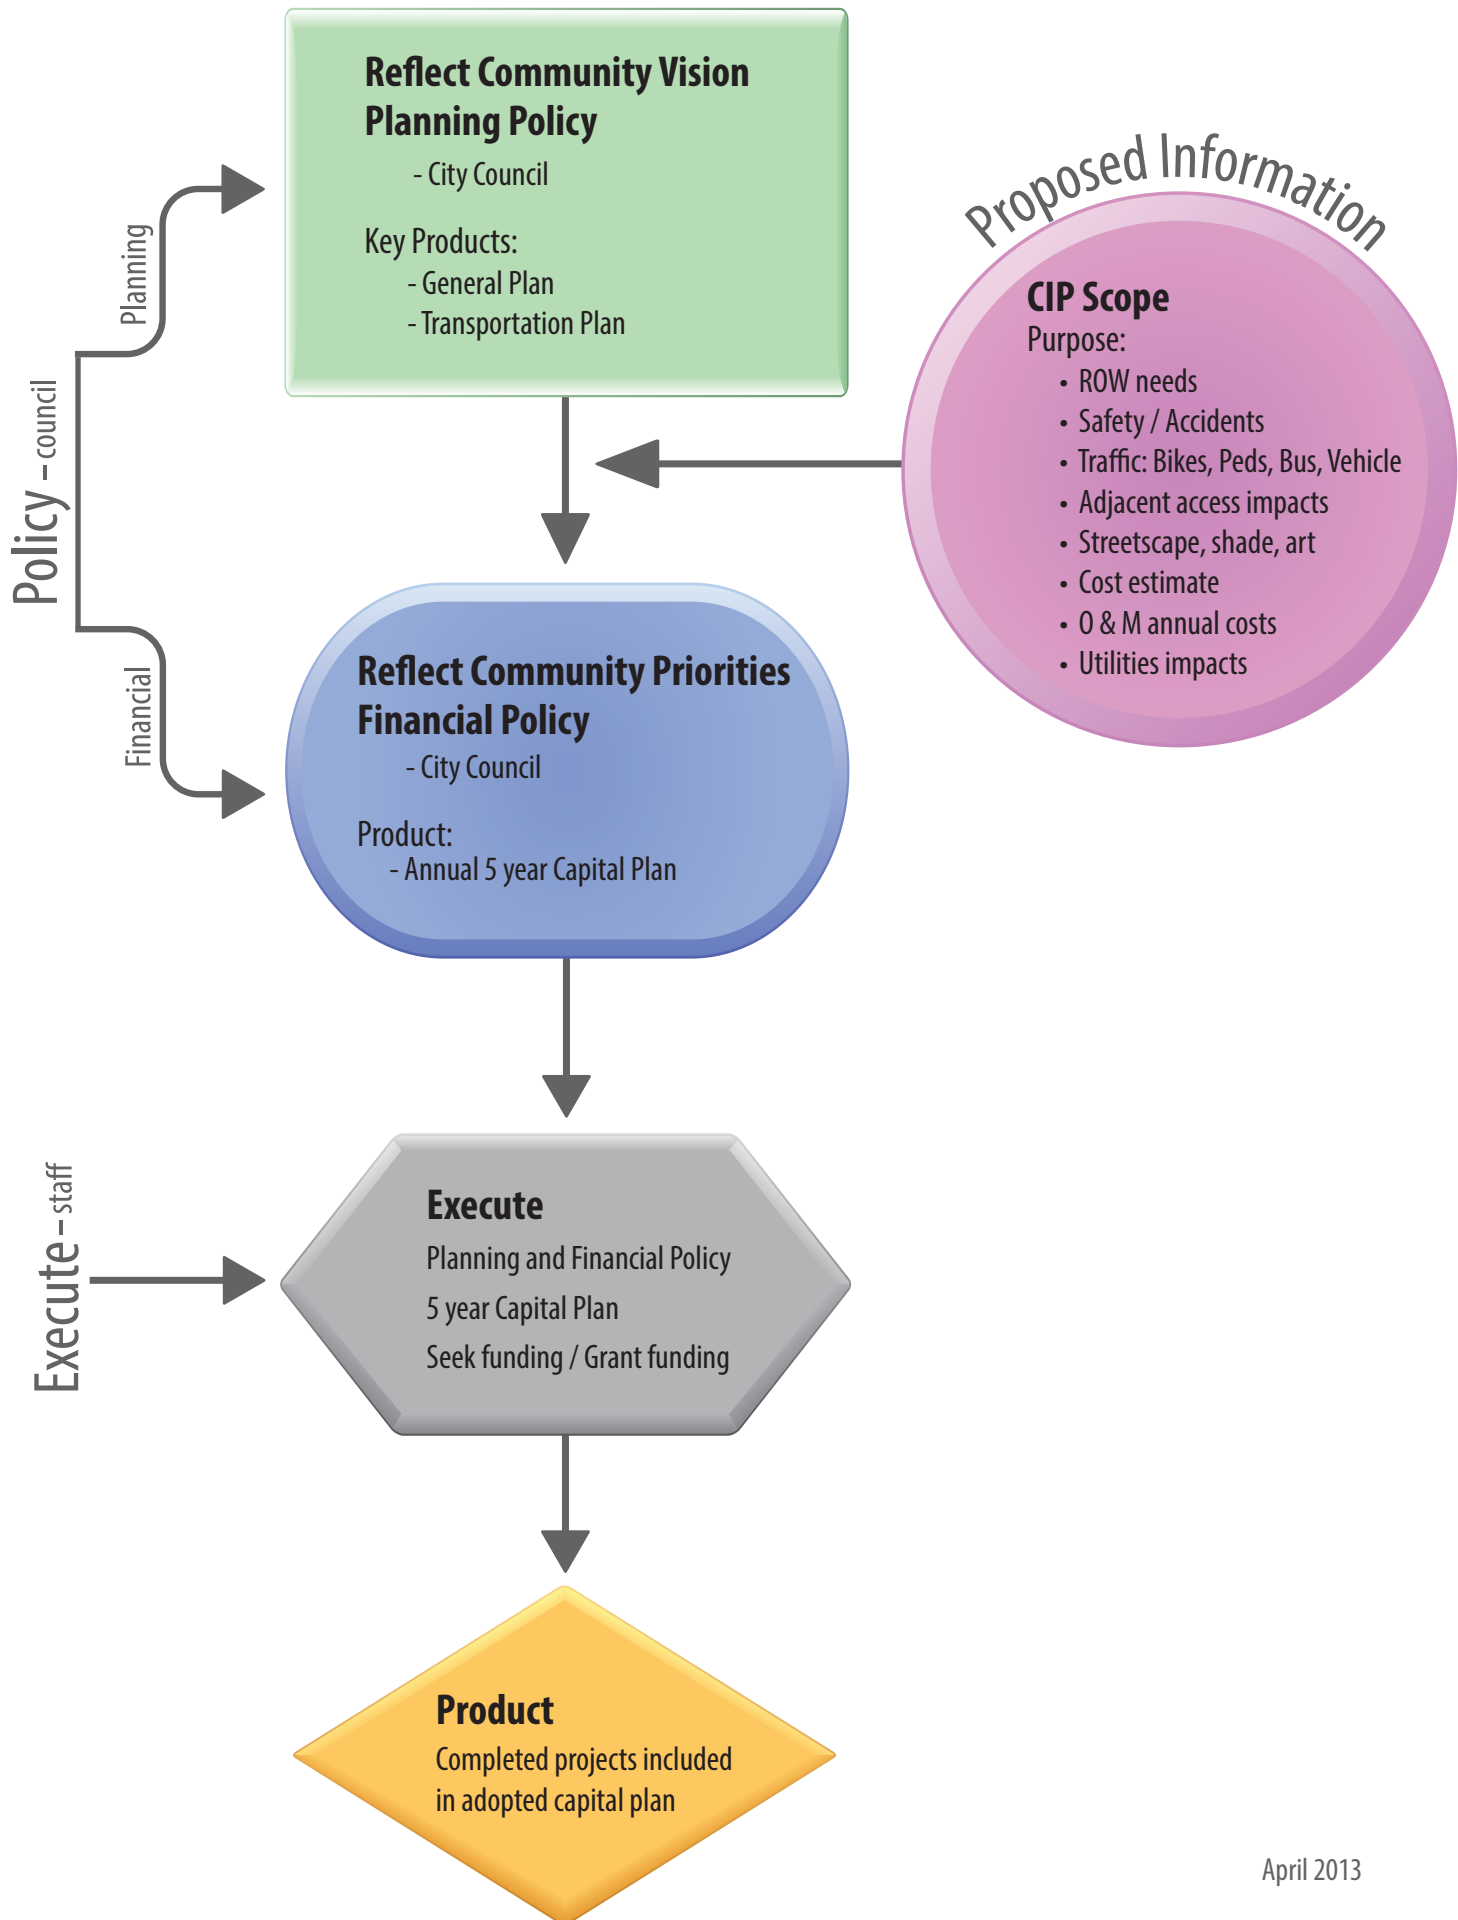 Reflect Community Vision
Planning Policy
- City Council
Key Products:
- General Plan
- Transportation Plan
Proposed Information
CIP Scope
Purpose:
• ROW needs
• Safety / Accidents
• Traffic: Bikes, Peds, Bus, Vehicle
• Adjacent access impacts
• Streetscape, shade, art
• Cost estimate
• O & M annual costs
• Utilities impacts
Policy – council
Planning
Financial
Reflect Community Priorities
Financial Policy
- City Council
Product:
- Annual 5 year Capital Plan
Execute – staff
Execute
Planning and Financial Policy
5 year Capital Plan
Seek funding / Grant funding
Product
Completed projects included
in adopted capital plan
April 2013